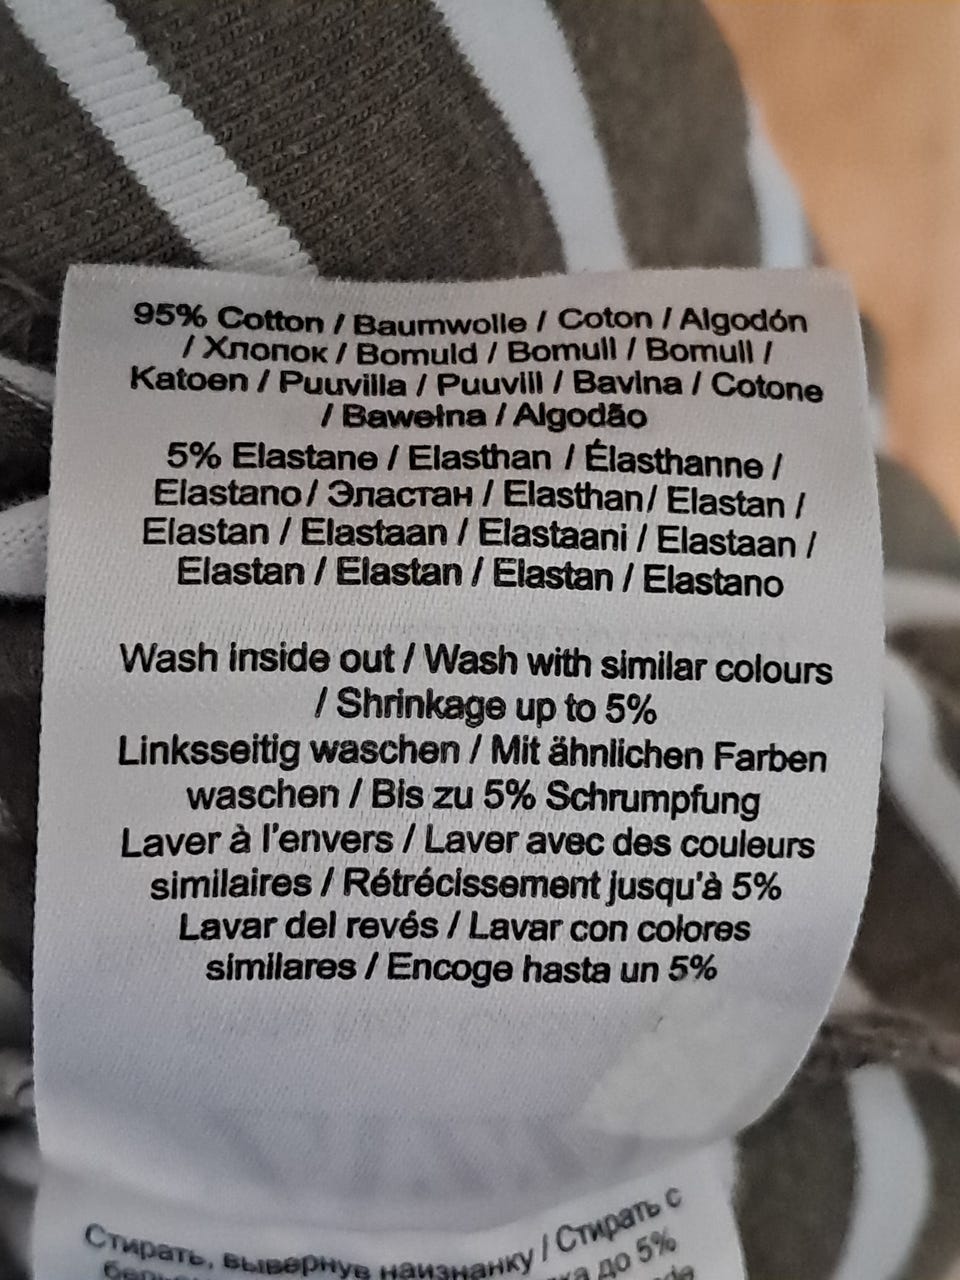 95% Cotton / Baumwolle / Coton / Algodón
/ Хлопок / Bomuld / Bomull / Bomull /
Katoen / Puuvilla / Puuvill / Bavlna / Cotone
/ Bawełna / Algodão
5% Elastane / Elasthan / Élasthanne /
Elastano/ Эластан / Elasthan/ Elastan /
Elastan / Elastaan / Elastaani / Elastaan /
Elastan / Elastan / Elastan / Elastano
Wash inside out / Wash with similar colours
/ Shrinkage up to 5%
Linksseitig waschen / Mit ähnlichen Farben
waschen / Bis zu 5% Schrumpfung
Laver à l'envers / Laver avec des couleurs
similaires / Rétrécissement jusqu'à 5%
Lavar del revés / Lavar con colores
similares / Encoge hasta un 5%
Стирать, вывернув наизнанку / Стирать с
до 5%